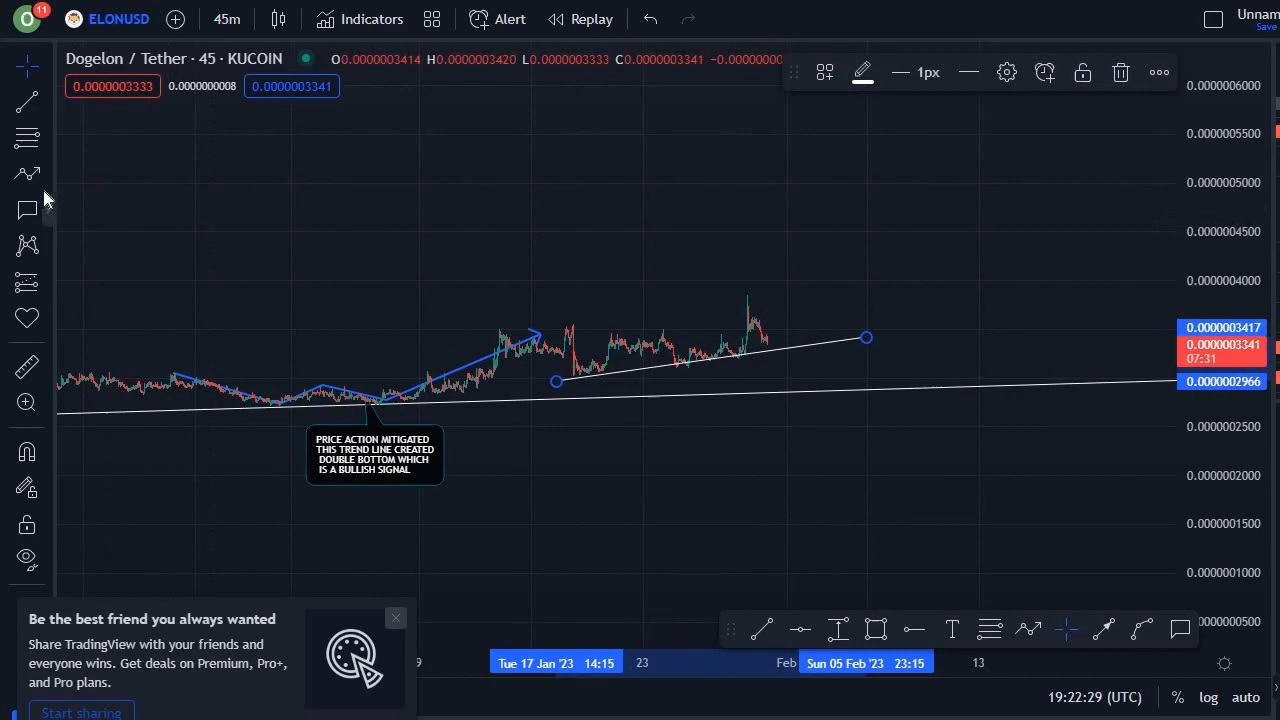 O 11 ELONUSD 45m Indicators Alert Replay Unnam
Save
Dogelon / Tether · 45 · KUCOIN O0.0000003414 H0.0000003420 L0.0000003333 C0.0000003341 −0.000000000
0.0000003333 0.0000000008 0.0000003341
1px
0.0000006000
0.0000005500
0.0000005000
0.0000004500
0.0000004000
0.0000003417
0.0000003341
07:31
0.0000002966
0.0000002500
0.0000002000
0.0000001500
0.0000001000
0000500
PRICE ACTION MITIGATED
THIS TREND LINE CREATED
DOUBLE BOTTOM WHICH
IS A BULLISH SIGNAL
Be the best friend you always wanted
Share TradingView with your friends and
everyone wins. Get deals on Premium, Pro+,
and Pro plans.
Start sharing
9 Tue 17 Jan '23 14:15 23 Feb Sun 05 Feb '23 23:15 13
19:22:29 (UTC) % log auto